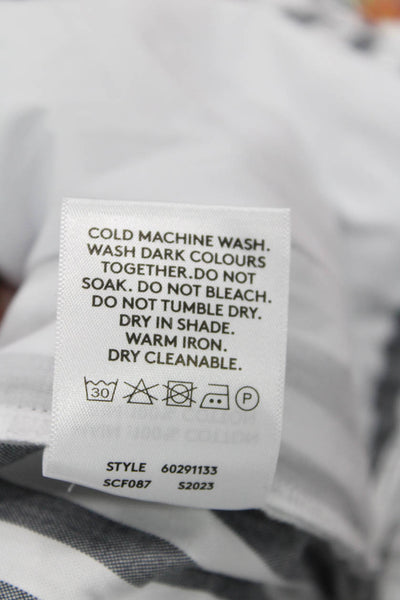 COLD MACHINE WASH.
WASH DARK COLOURS
TOGETHER.DO NOT
SOAK. DO NOT BLEACH.
DO NOT TUMBLE DRY.
DRY IN SHADE.
WARM IRON.
DRY CLEANABLE.
30 P
STYLE 60291133
SCF087 S2023